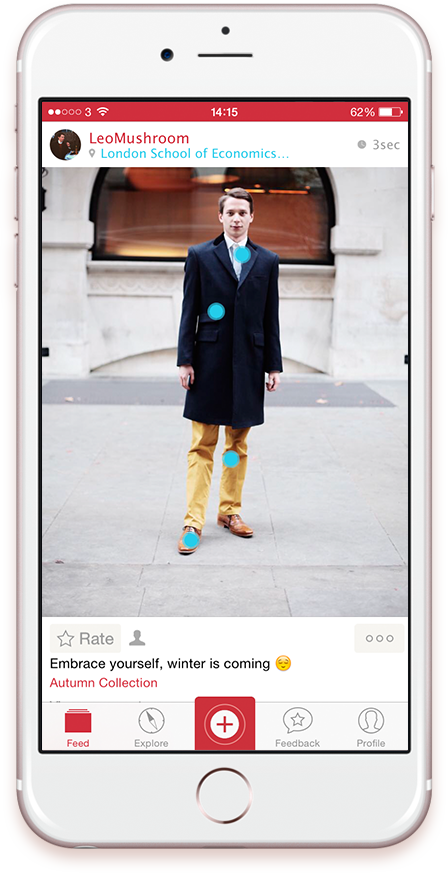 3 14:15 62%
LeoMushroom
London School of Economics...
3sec
Rate
Embrace yourself, winter is coming
Autumn Collection
Feed Explore Feedback Profile